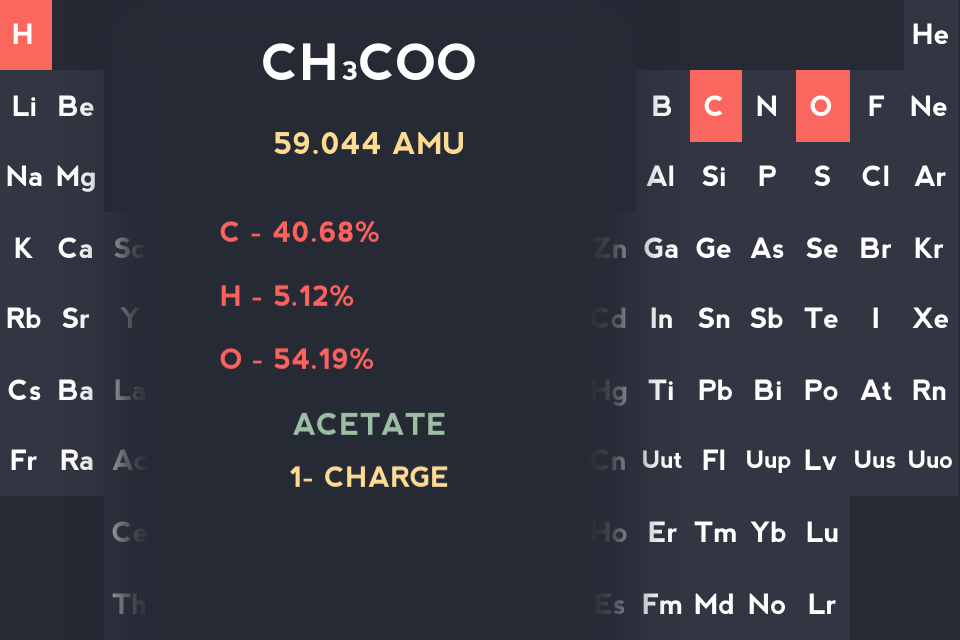 H He
CH₃COO
Li Be B C N O F Ne
59.044 AMU
Na Mg Al Si P S Cl Ar
C - 40.68%
K Ca Sc Zn Ga Ge As Se Br Kr
H - 5.12%
Rb Sr Y Cd In Sn Sb Te I Xe
O - 54.19%
Cs Ba La Hg Ti Pb Bi Po At Rn
ACETATE
Fr Ra Ac Cn Uut Fl Uup Lv Uus Uuo
1- CHARGE
Ce Ho Er Tm Yb Lu
Th Es Fm Md No Lr